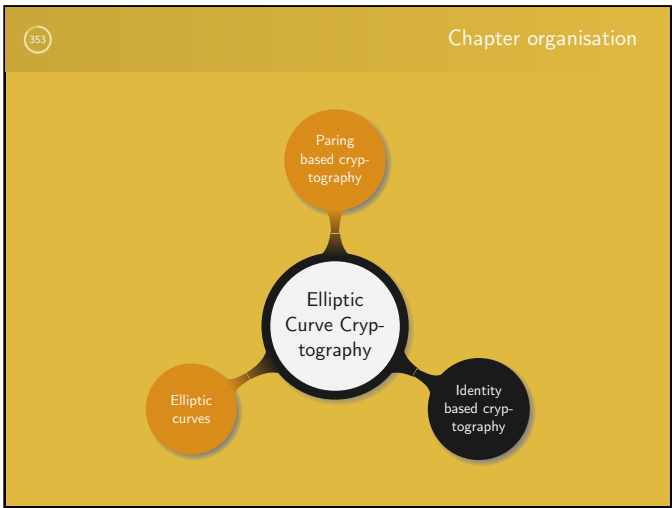 353
Chapter organisation
Paring
based cryp-
tography
Elliptic
Curve Cryp-
tography
Elliptic
curves
Identity
based cryp-
tography